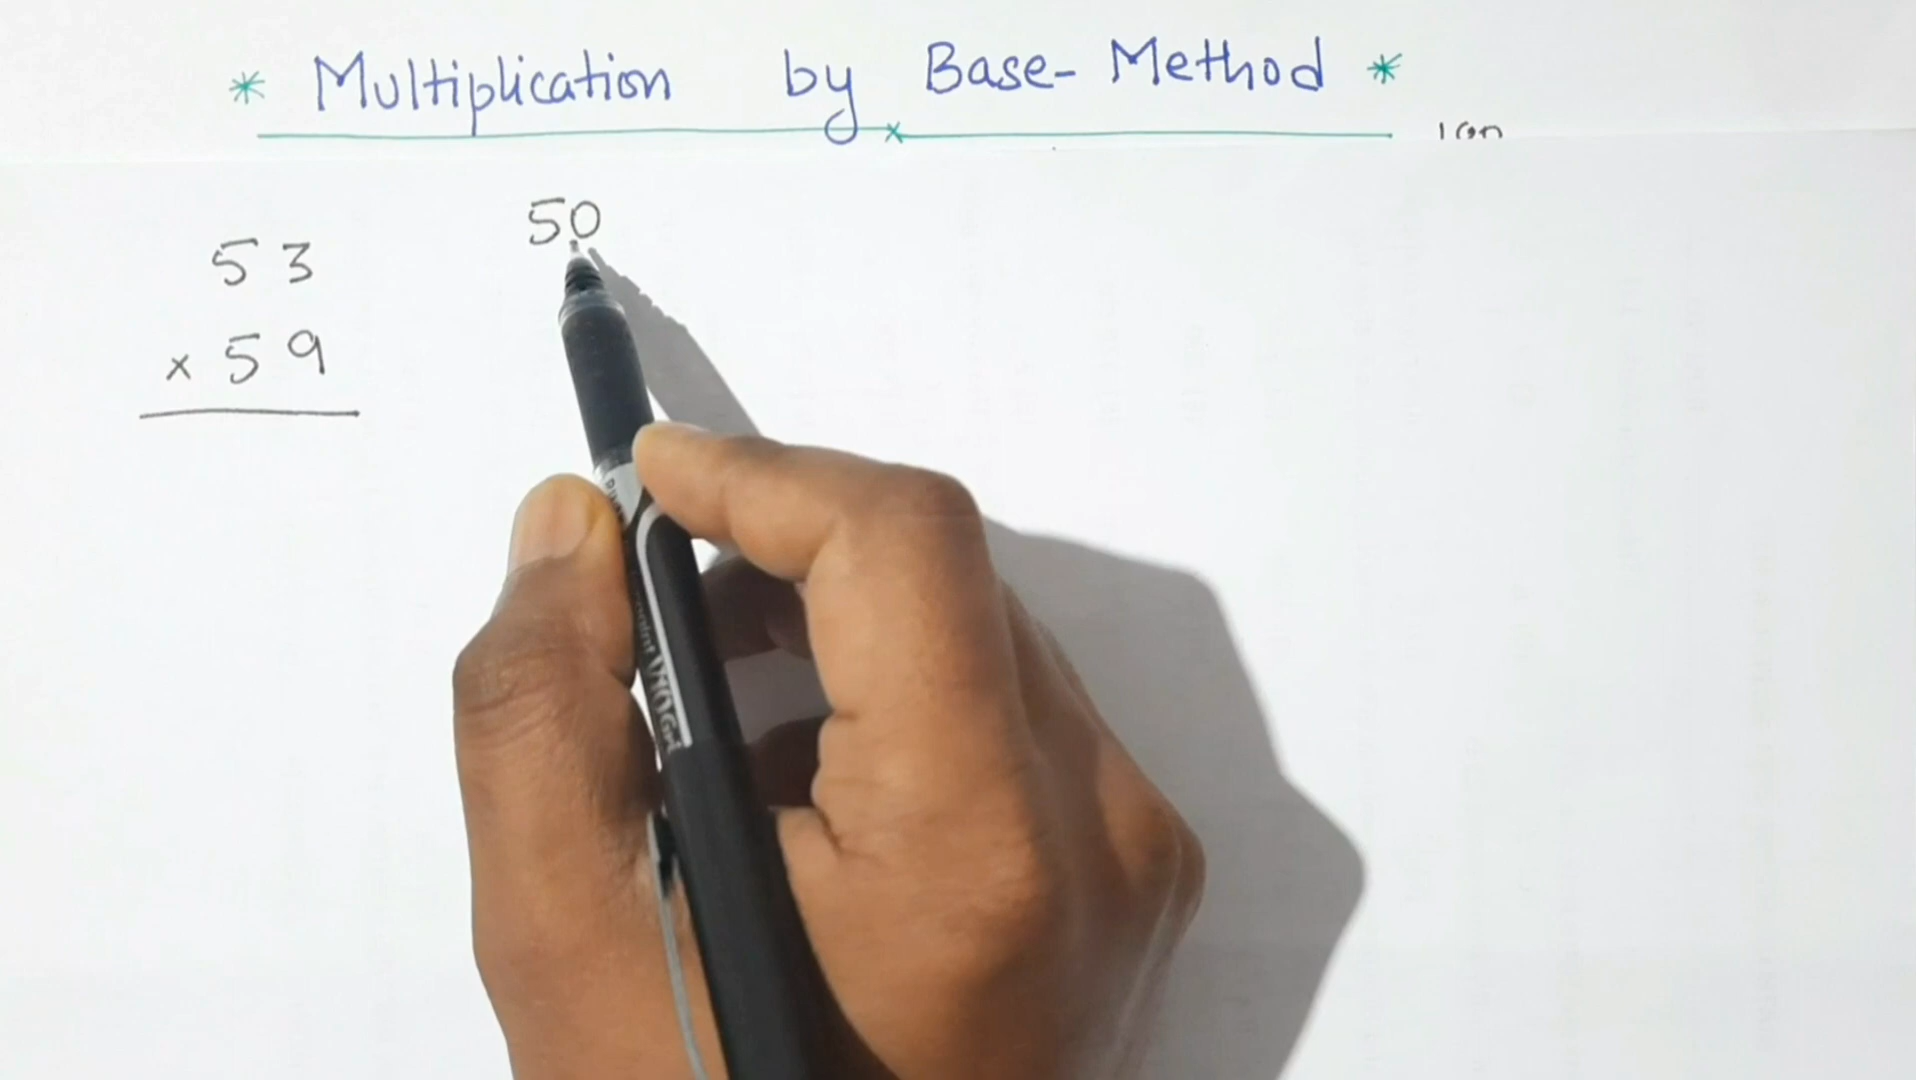 * Multiplication by Base-Method *
53
50
× 59